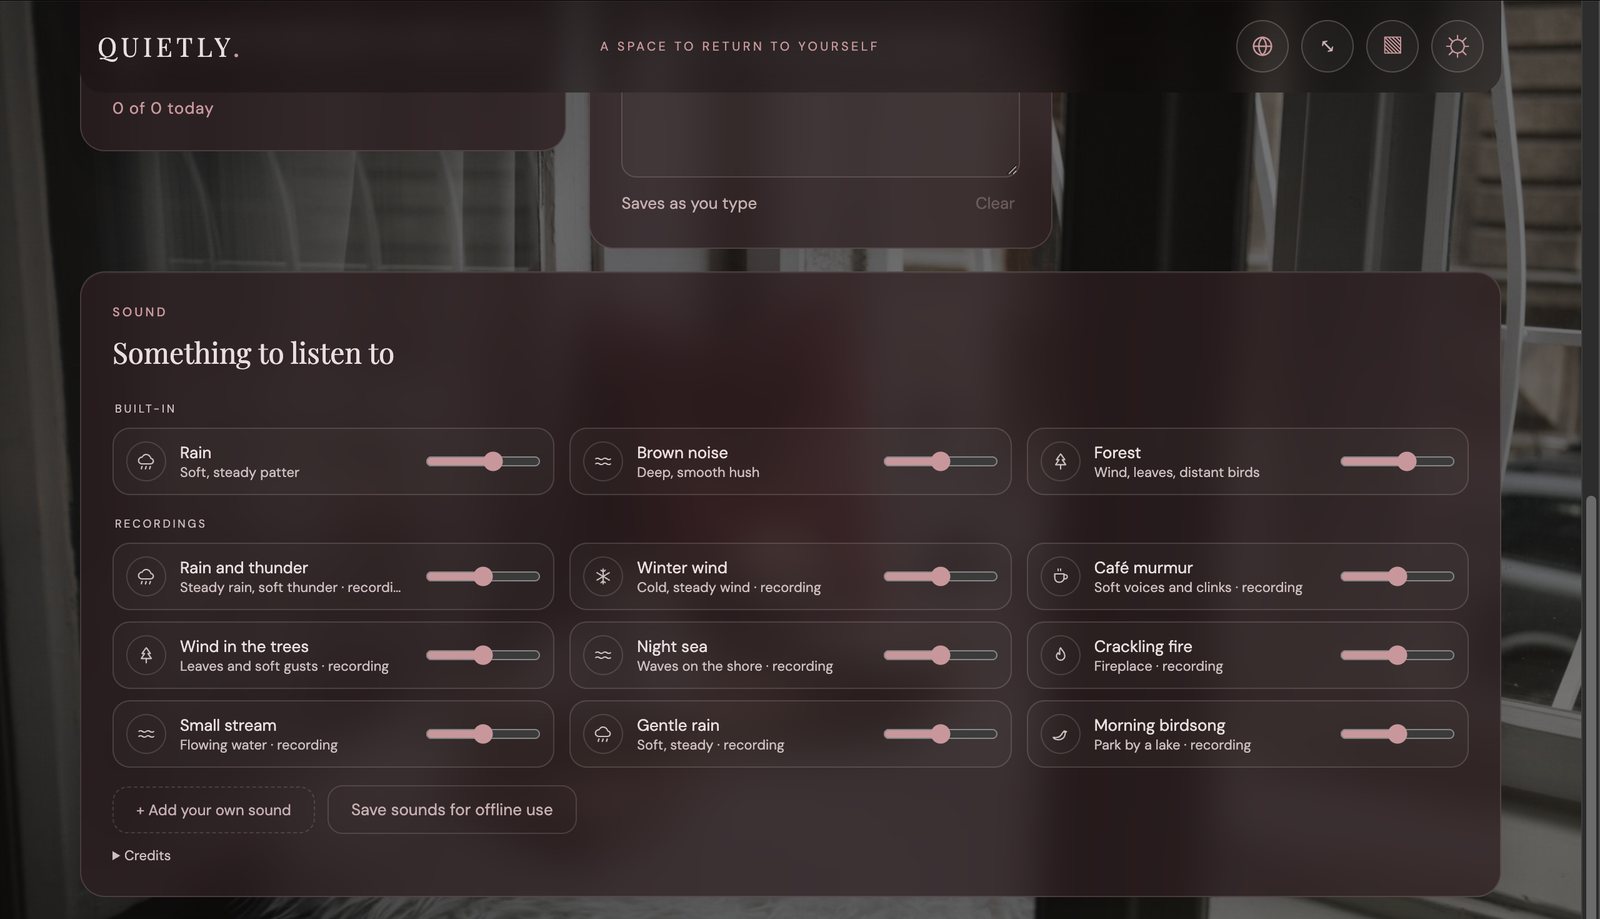 QUIETLY.
A SPACE TO RETURN TO YOURSELF
0 of 0 today
Saves as you type
Clear
SOUND
Something to listen to
BUILT-IN
Rain
Soft, steady patter
Brown noise
Deep, smooth hush
Forest
Wind, leaves, distant birds
RECORDINGS
Rain and thunder
Steady rain, soft thunder · recordi...
Winter wind
Cold, steady wind · recording
Café murmur
Soft voices and clinks · recording
Wind in the trees
Leaves and soft gusts · recording
Night sea
Waves on the shore · recording
Crackling fire
Fireplace · recording
Small stream
Flowing water · recording
Gentle rain
Soft, steady · recording
Morning birdsong
Park by a lake · recording
+ Add your own sound
Save sounds for offline use
Credits